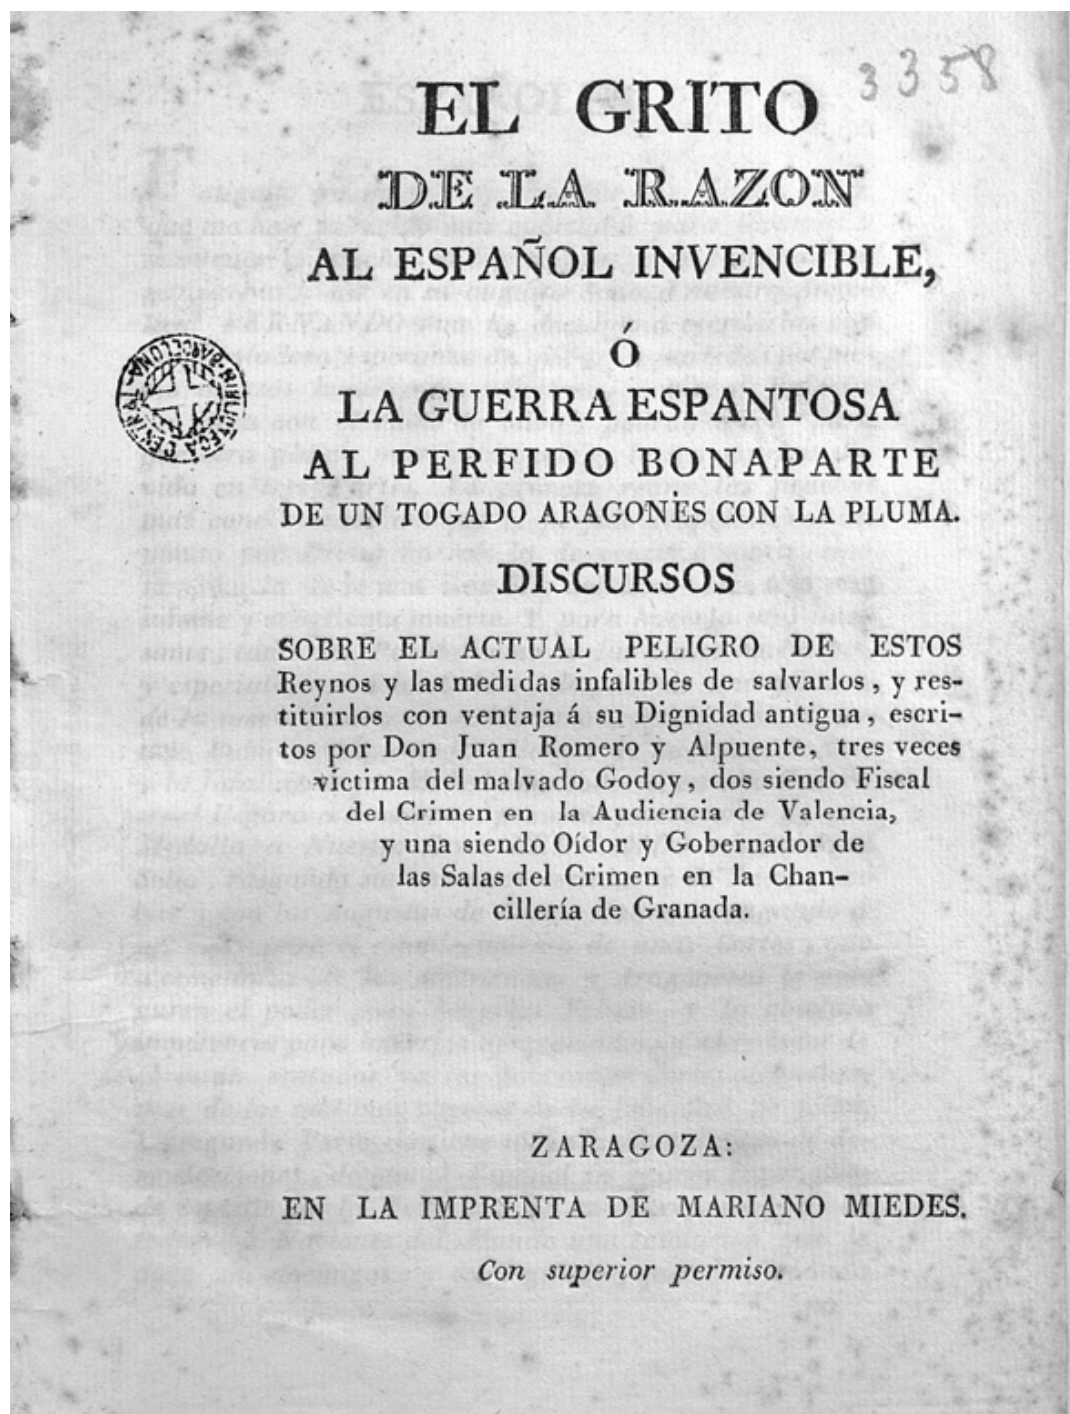 3358
EL GRITO
DE LA RAZON
AL ESPAÑOL INVENCIBLE,
Ó
LA GUERRA ESPANTOSA
AL PERFIDO BONAPARTE
DE UN TOGADO ARAGONÈS CON LA PLUMA.
DISCURSOS
SOBRE EL ACTUAL PELIGRO DE ESTOS
Reynos y las medidas infalibles de salvarlos, y res-
tituirlos con ventaja á su Dignidad antigua, escri-
tos por Don Juan Romero y Alpuente, tres veces
víctima del malvado Godoy, dos siendo Fiscal
del Crimen en la Audiencia de Valencia,
y una siendo Oídor y Gobernador de
las Salas del Crimen en la Chan-
cillería de Granada.
BIBLIOTECA CENTRAL BARCELONA
ZARAGOZA:
EN LA IMPRENTA DE MARIANO MIEDES.
Con superior permiso.